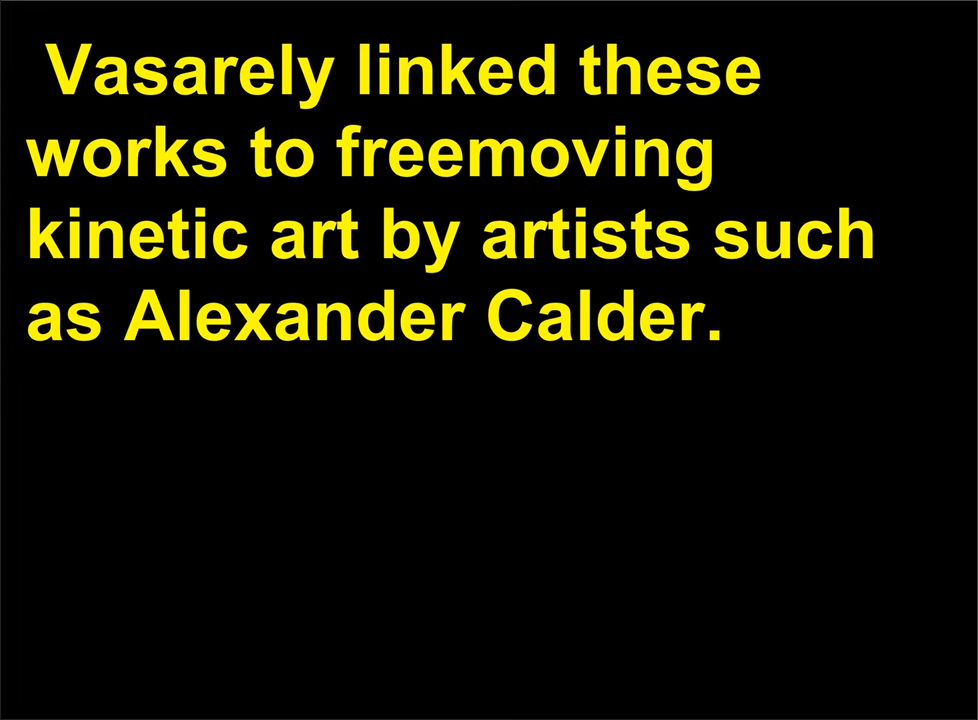 Vasarely linked these
works to freemoving
kinetic art by artists such
as Alexander Calder.